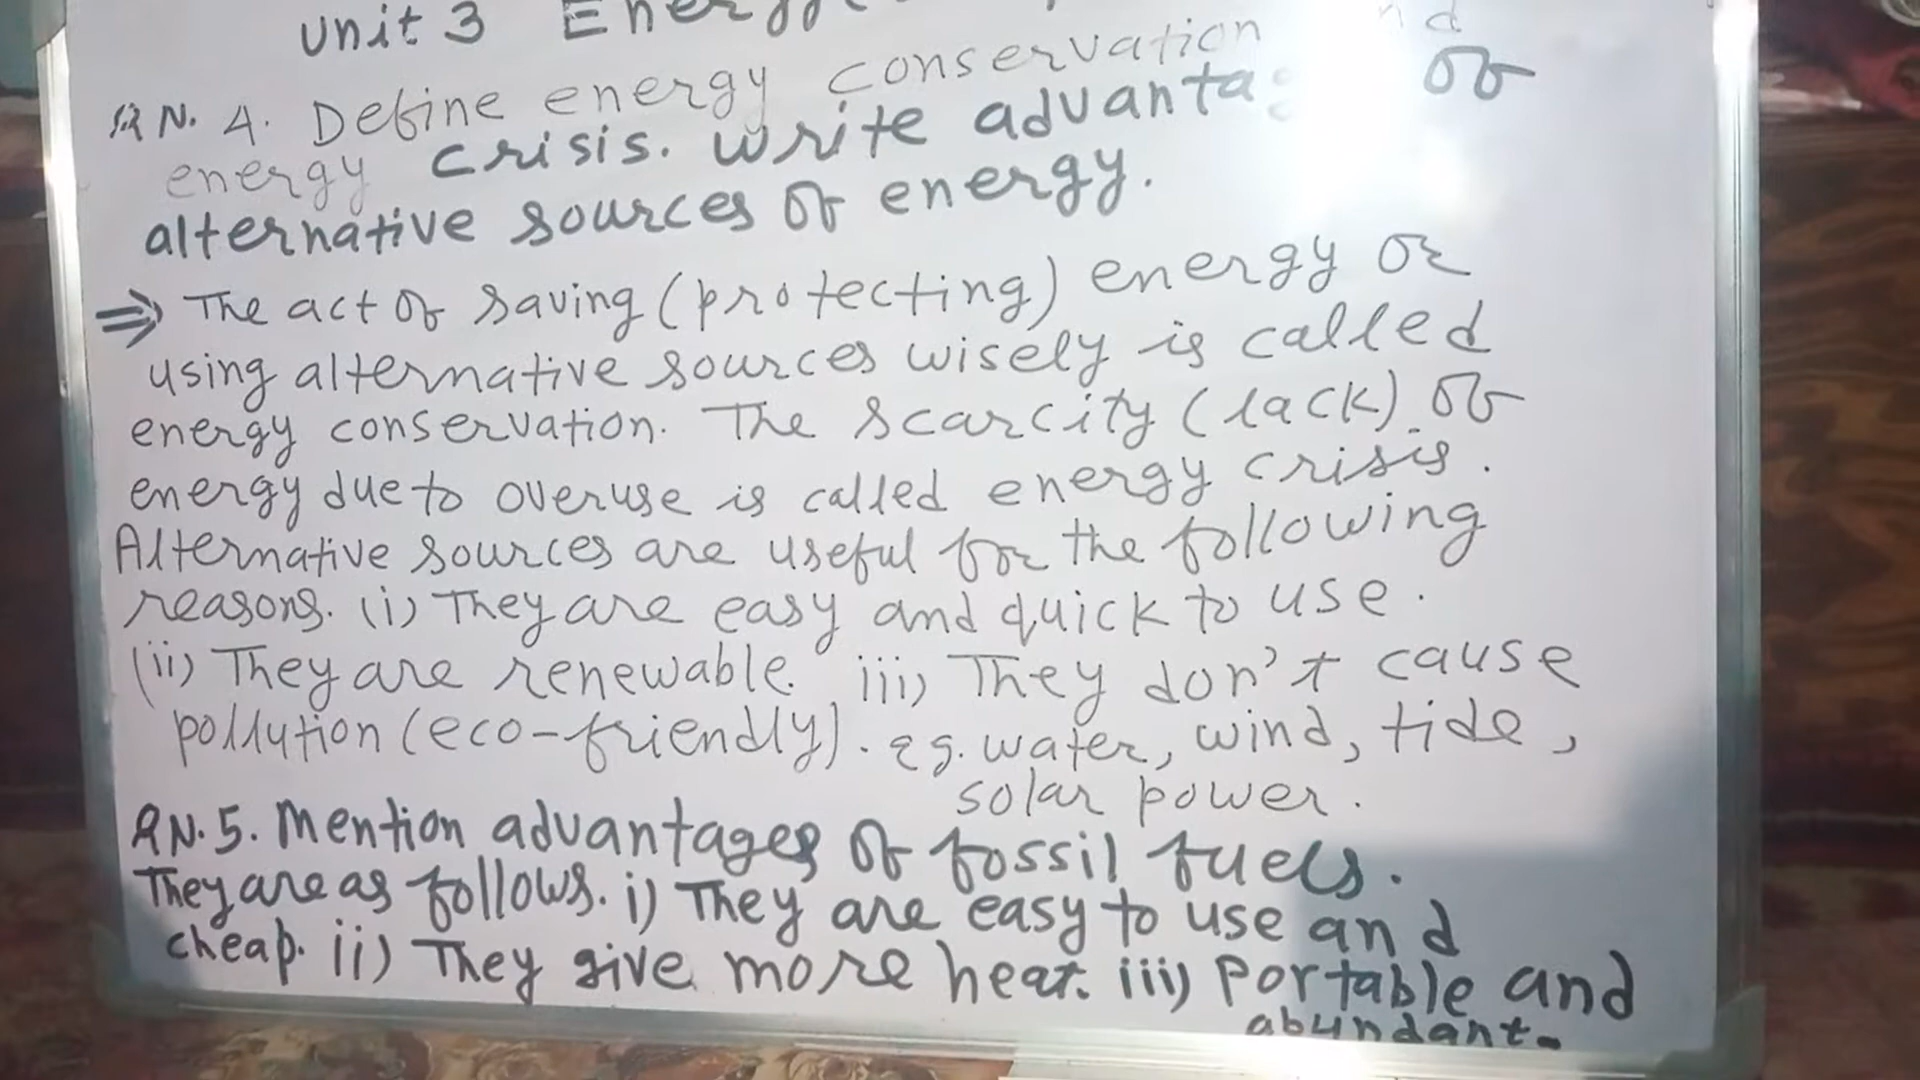 Unit 3 Energy
Q N. 4. Define energy conservation and
energy crisis. Write advantages of
alternative sources of energy.
⇒ The act of saving (protecting) energy or
using alternative sources wisely is called
energy conservation. The scarcity (lack) of
energy due to overuse is called energy crisis.
Alternative sources are useful for the following
reasons. (i) They are easy and quick to use.
(ii) They are renewable. iii) They don't cause
pollution (eco-friendly). eg. water, wind, tide,
solar power.
Q N. 5. Mention advantages of fossil fuels.
They are as follows. i) They are easy to use and
cheap. ii) They give more heat. iii) Portable and
abundant.